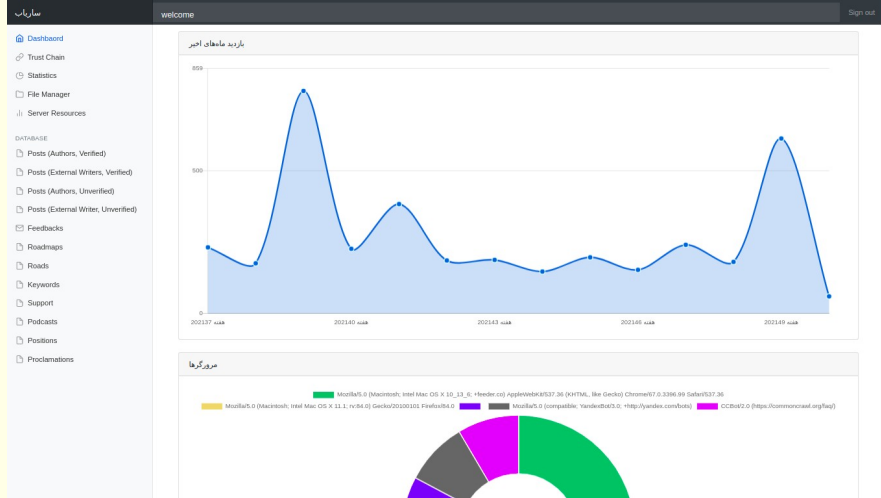 ساریاب
welcome
Sign out
Dashbaord
Trust Chain
Statistics
File Manager
Server Resources
DATABASE
Posts (Authors, Verified)
Posts (External Writers, Verified)
Posts (Authors, Unverified)
Posts (External Writer, Unverified)
Feedbacks
Roadmaps
Roads
Keywords
Support
Podcasts
Positions
Proclamations
بازدید ماه‌های اخیر
859
500
0
هفته 202137
هفته 202140
هفته 202143
هفته 202146
هفته 202149
مرورگرها
Mozilla/5.0 (Macintosh; Intel Mac OS X 10_13_6; +feeder.co) AppleWebKit/537.36 (KHTML, like Gecko) Chrome/67.0.3396.99 Safari/537.36
Mozilla/5.0 (Macintosh; Intel Mac OS X 11.1; rv:84.0) Gecko/20100101 Firefox/84.0
Mozilla/5.0 (compatible; YandexBot/3.0; +http://yandex.com/bots)
CCBot/2.0 (https://commoncrawl.org/faq/)